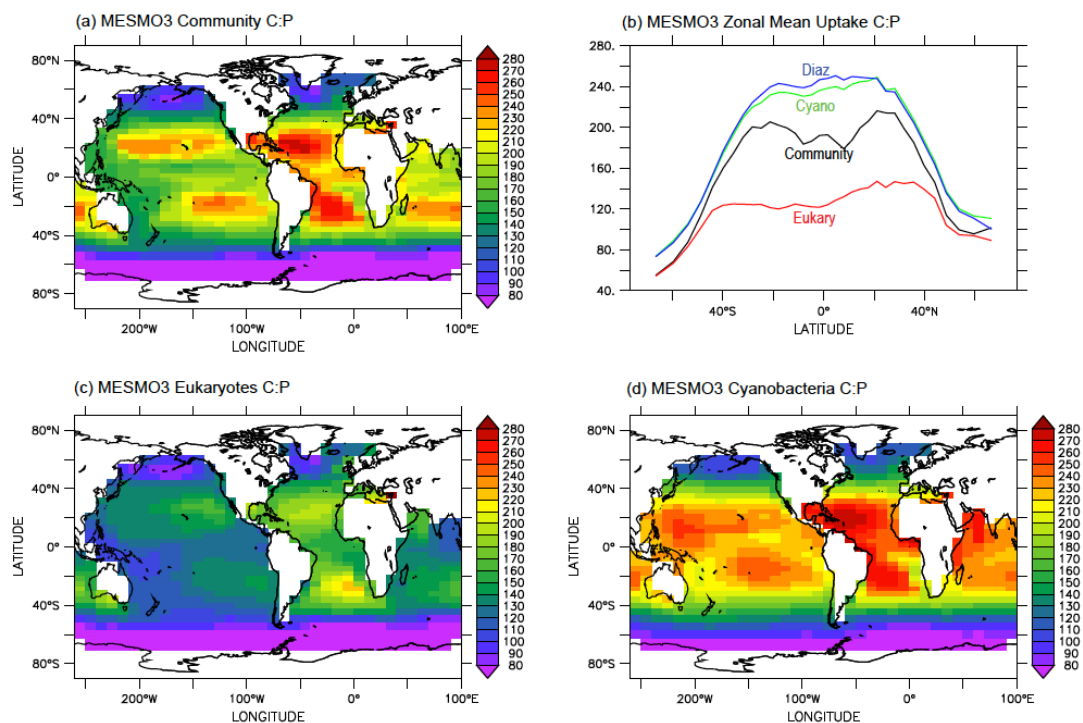 (a) MESMO3 Community C:P
80°N
40°N
0°
40°S
80°S
LATITUDE
200°W
100°W
0°
100°E
LONGITUDE
280
270
260
250
240
230
220
210
200
190
180
170
160
150
140
130
120
110
100
90
80
(b) MESMO3 Zonal Mean Uptake C:P
280.
240.
200.
160.
120.
80.
40.
Diaz
Cyano
Community
Eukary
40°S
0°
40°N
LATITUDE
(c) MESMO3 Eukaryotes C:P
80°N
40°N
0°
40°S
80°S
LATITUDE
200°W
100°W
0°
100°E
LONGITUDE
280
270
260
250
240
230
220
210
200
190
180
170
160
150
140
130
120
110
100
90
80
(d) MESMO3 Cyanobacteria C:P
80°N
40°N
0°
40°S
80°S
LATITUDE
200°W
100°W
0°
100°E
LONGITUDE
280
270
260
250
240
230
220
210
200
190
180
170
160
150
140
130
120
110
100
90
80